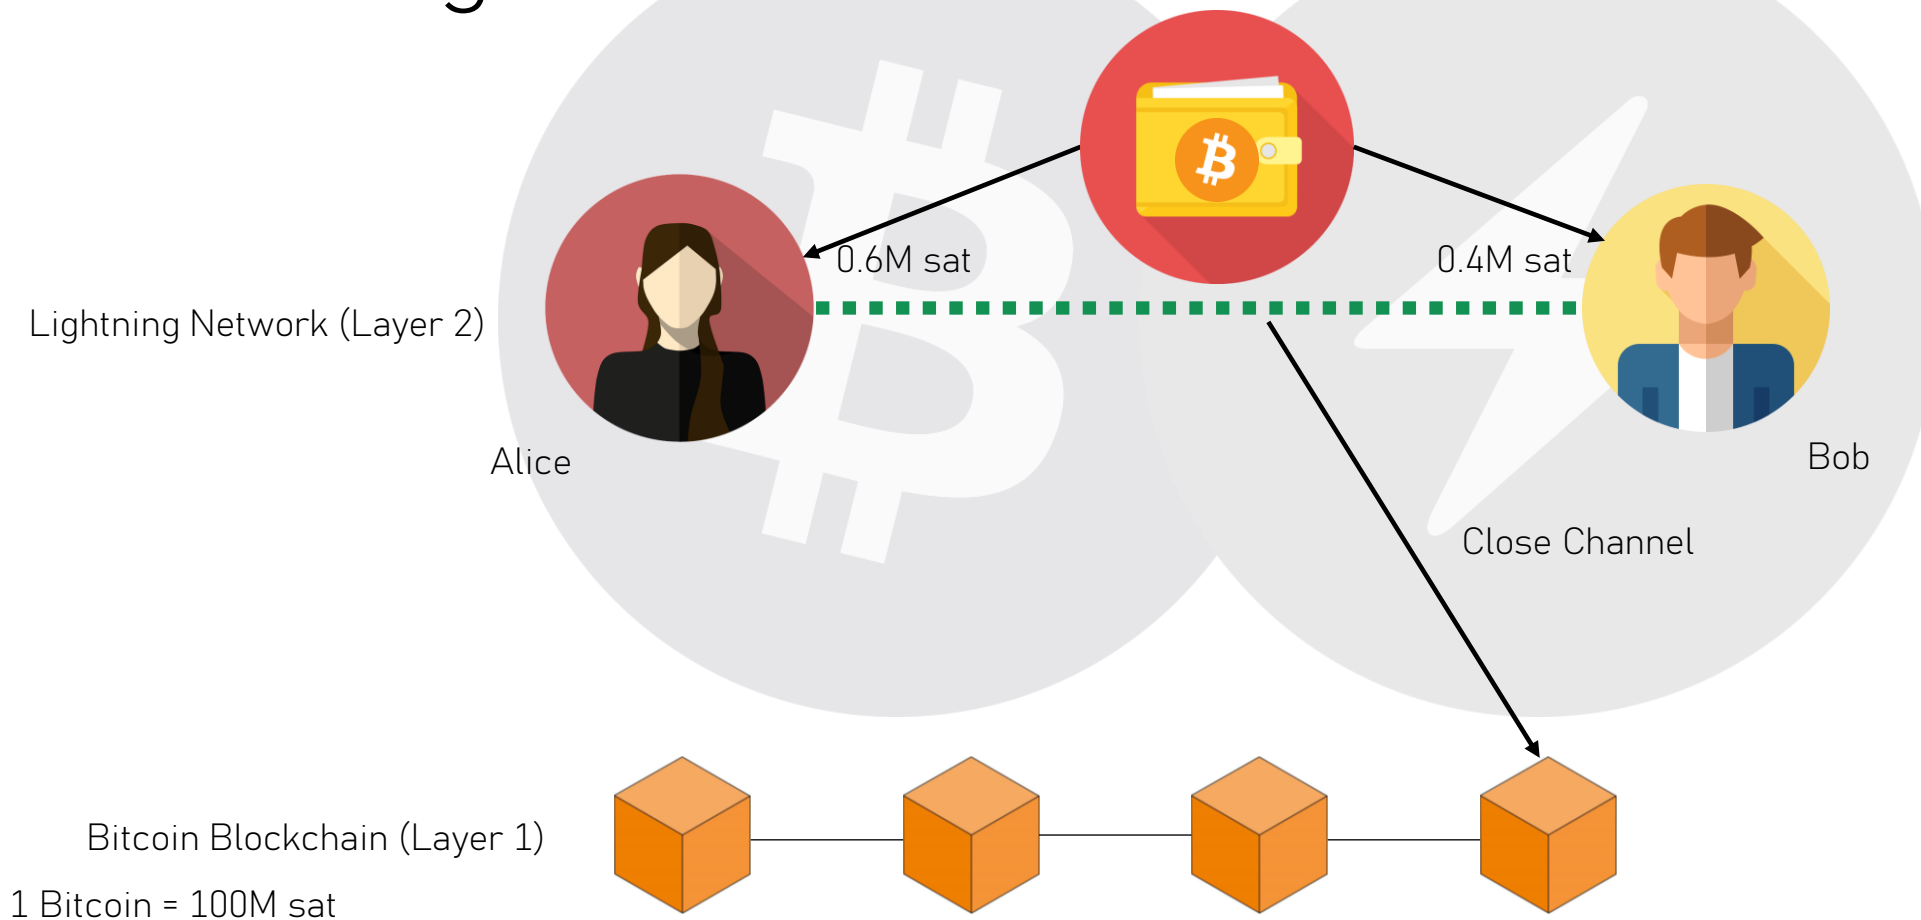 0.6M sat
0.4M sat
Lightning Network (Layer 2)
Alice
Bob
Close Channel
Bitcoin Blockchain (Layer 1)
1 Bitcoin = 100M sat